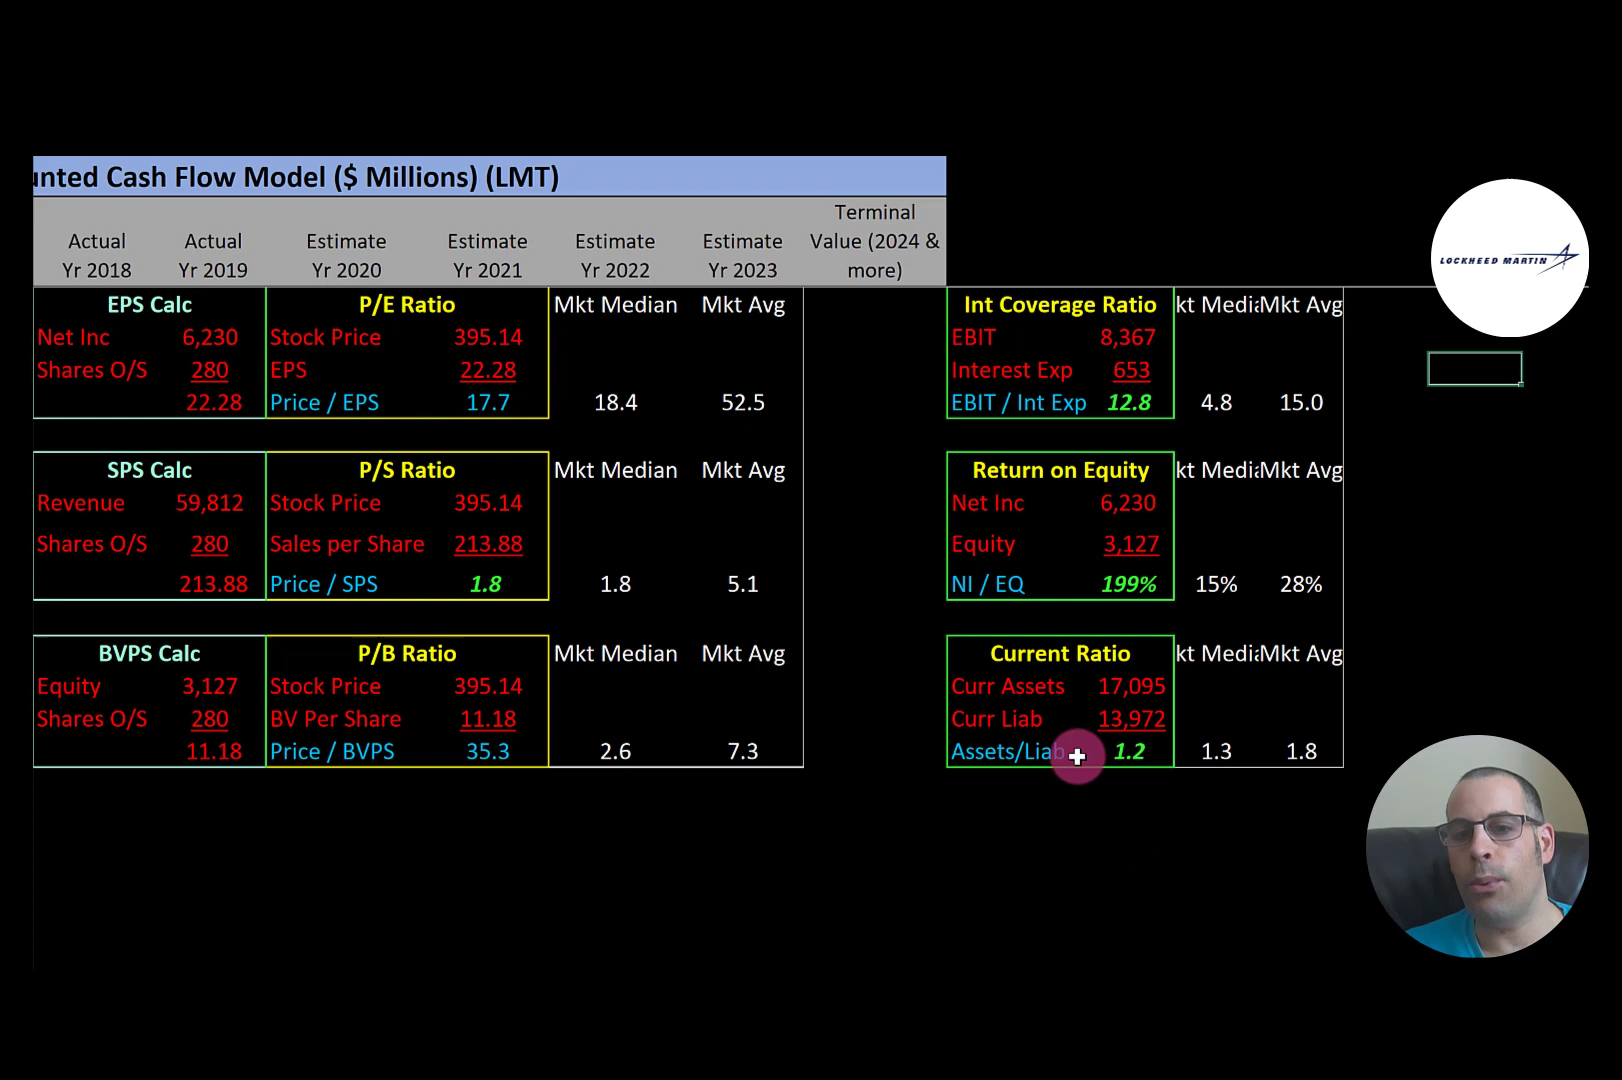 unted Cash Flow Model ($ Millions) (LMT)
Actual Yr 2018
Actual Yr 2019
Estimate Yr 2020
Estimate Yr 2021
Estimate Yr 2022
Estimate Yr 2023
Terminal Value (2024 & more)
LOCKHEED MARTIN
EPS Calc P/E Ratio Mkt Median Mkt Avg Int Coverage Ratio kt Media Mkt Avg
Net Inc 6,230 Stock Price 395.14 EBIT 8,367
Shares O/S 280 EPS 22.28 Interest Exp 653
22.28 Price / EPS 17.7 18.4 52.5 EBIT / Int Exp 12.8 4.8 15.0
SPS Calc P/S Ratio Mkt Median Mkt Avg Return on Equity kt Media Mkt Avg
Revenue 59,812 Stock Price 395.14 Net Inc 6,230
Shares O/S 280 Sales per Share 213.88 Equity 3,127
213.88 Price / SPS 1.8 1.8 5.1 NI / EQ 199% 15% 28%
BVPS Calc P/B Ratio Mkt Median Mkt Avg Current Ratio kt Media Mkt Avg
Equity 3,127 Stock Price 395.14 Curr Assets 17,095
Shares O/S 280 BV Per Share 11.18 Curr Liab 13,972
11.18 Price / BVPS 35.3 2.6 7.3 Assets/Liab 1.2 1.3 1.8